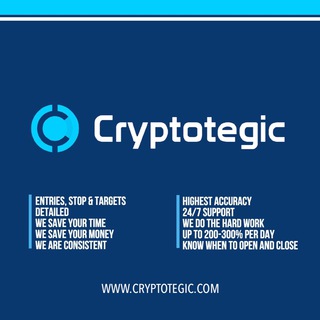 Cryptotegic
ENTRIES, STOP & TARGETS
DETAILED
WE SAVE YOUR TIME
WE SAVE YOUR MONEY
WE ARE CONSISTENT
HIGHEST ACCURACY
24/7 SUPPORT
WE DO THE HARD WORK
UP TO 200-300% PER DAY
KNOW WHEN TO OPEN AND CLOSE
WWW.CRYPTOTEGIC.COM